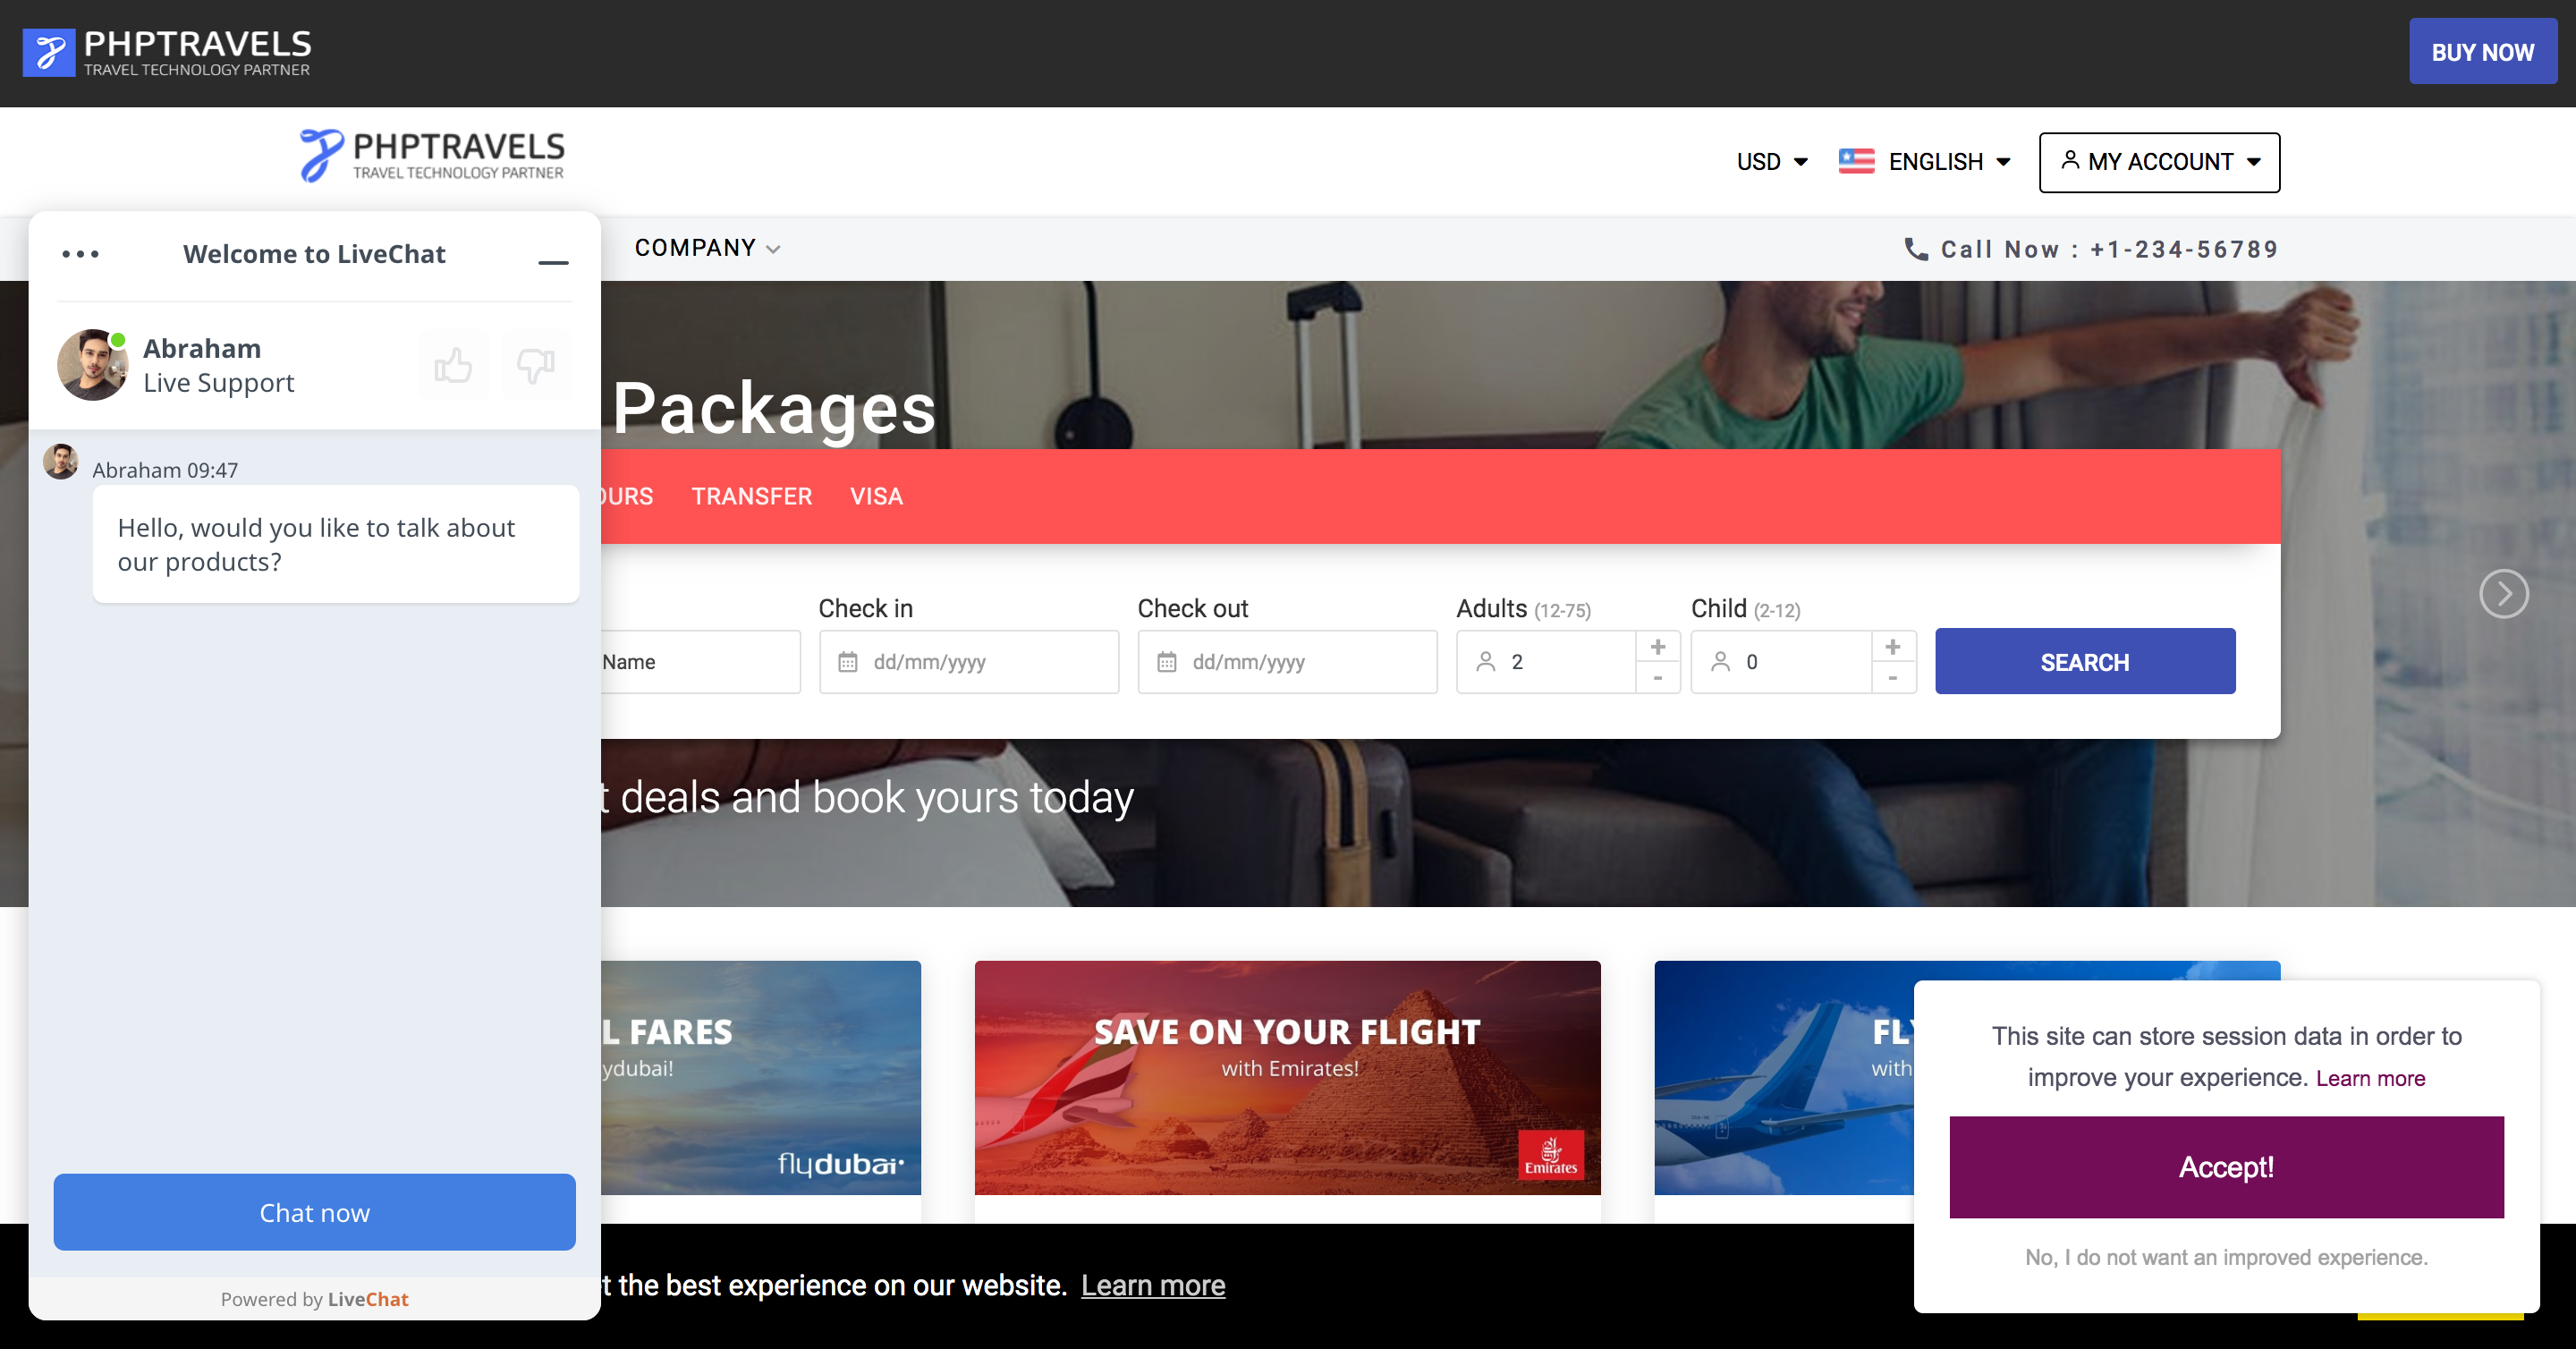 PHPTRAVELS
TRAVEL TECHNOLOGY PARTNER
BUY NOW
PHPTRAVELS
TRAVEL TECHNOLOGY PARTNER
USD
ENGLISH
MY ACCOUNT
COMPANY
Call Now : +1-234-56789
Welcome to LiveChat
Abraham
Live Support
Abraham 09:47
Hello, would you like to talk about
our products?
Chat now
Powered by LiveChat
Packages
OURS
TRANSFER
VISA
Name
Check in
dd/mm/yyyy
Check out
dd/mm/yyyy
Adults (12-75)
2
+
-
Child (2-12)
0
+
-
SEARCH
t deals and book yours today
L FARES
ydubai!
flydubai
SAVE ON YOUR FLIGHT
with Emirates!
Emirates
FL
with
This site can store session data in order to
improve your experience. Learn more
Accept!
No, I do not want an improved experience.
t the best experience on our website. Learn more